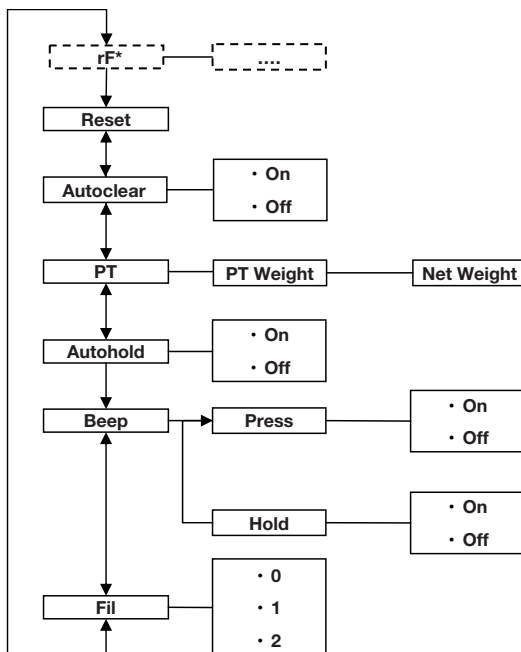 rF*
....
Reset
Autoclear
· On
· Off
PT
PT Weight
Net Weight
Autohold
· On
· Off
Beep
Press
· On
· Off
Hold
· On
· Off
Fil
· 0
· 1
· 2